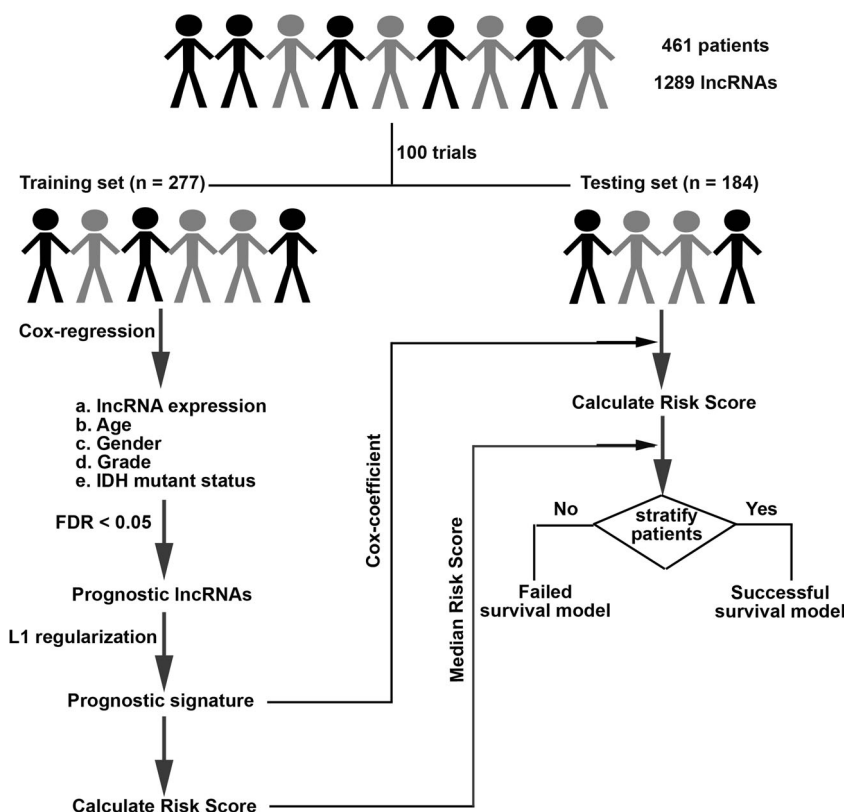 461 patients
1289 lncRNAs
100 trials
Training set (n = 277)
Testing set (n = 184)
Cox-regression
a. lncRNA expression
b. Age
c. Gender
d. Grade
e. IDH mutant status
FDR < 0.05
Prognostic lncRNAs
L1 regularization
Prognostic signature
Calculate Risk Score
Cox-coefficient
Median Risk Score
Calculate Risk Score
No
stratify
patients
Yes
Failed
survival model
Successful
survival model